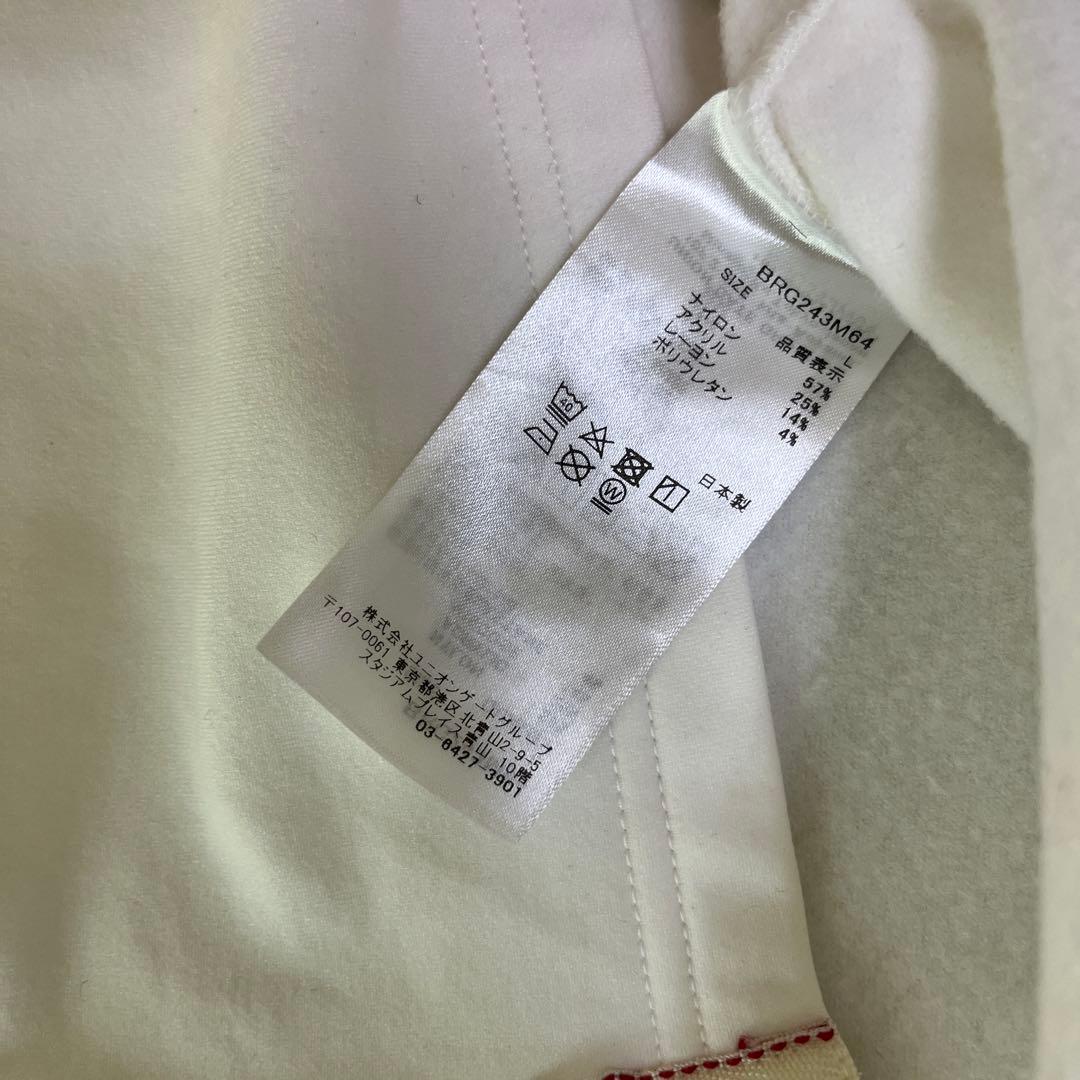 BRG243M64
SIZE L
品質表示
ナイロン 57%
アクリル 25%
レーヨン 14%
ポリウレタン 4%
40
W
日本製
株式会社ユニオンゲートグループ
〒107-0061 東京都港区北青山2-9-5
スタジアムプレイス青山 10階
03-6427-3901